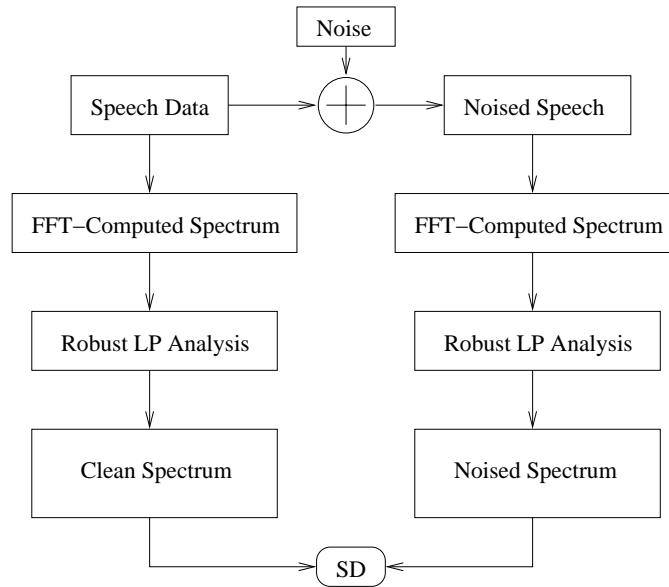 Noise
Speech Data
Noised Speech
FFT−Computed Spectrum
FFT−Computed Spectrum
Robust LP Analysis
Robust LP Analysis
Clean Spectrum
Noised Spectrum
SD